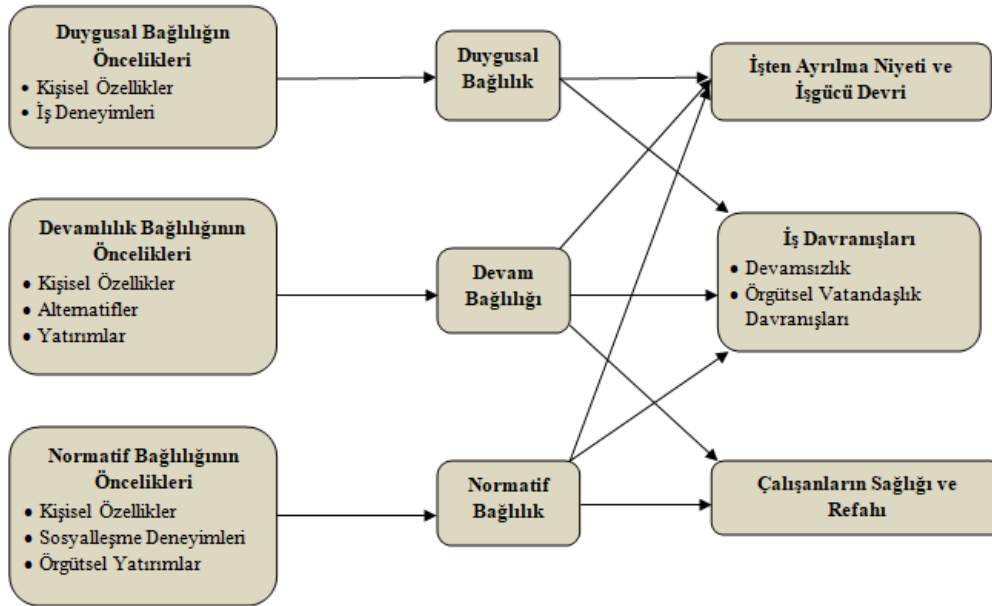 Duygusal Bağlılığın
Öncelikleri
• Kişisel Özellikler
• İş Deneyimleri
Duygusal
Bağlılık
İşten Ayrılma Niyeti ve
İşgücü Devri
Devamlılık Bağlılığının
Öncelikleri
• Kişisel Özellikler
• Alternatifler
• Yatırımlar
Devam
Bağlılığı
İş Davranışları
• Devamsızlık
• Örgütsel Vatandaşlık
Davranışları
Normatif Bağlılığının
Öncelikleri
• Kişisel Özellikler
• Sosyalleşme Deneyimleri
• Örgütsel Yatırımlar
Normatif
Bağlılık
Çalışanların Sağlığı ve
Refahı